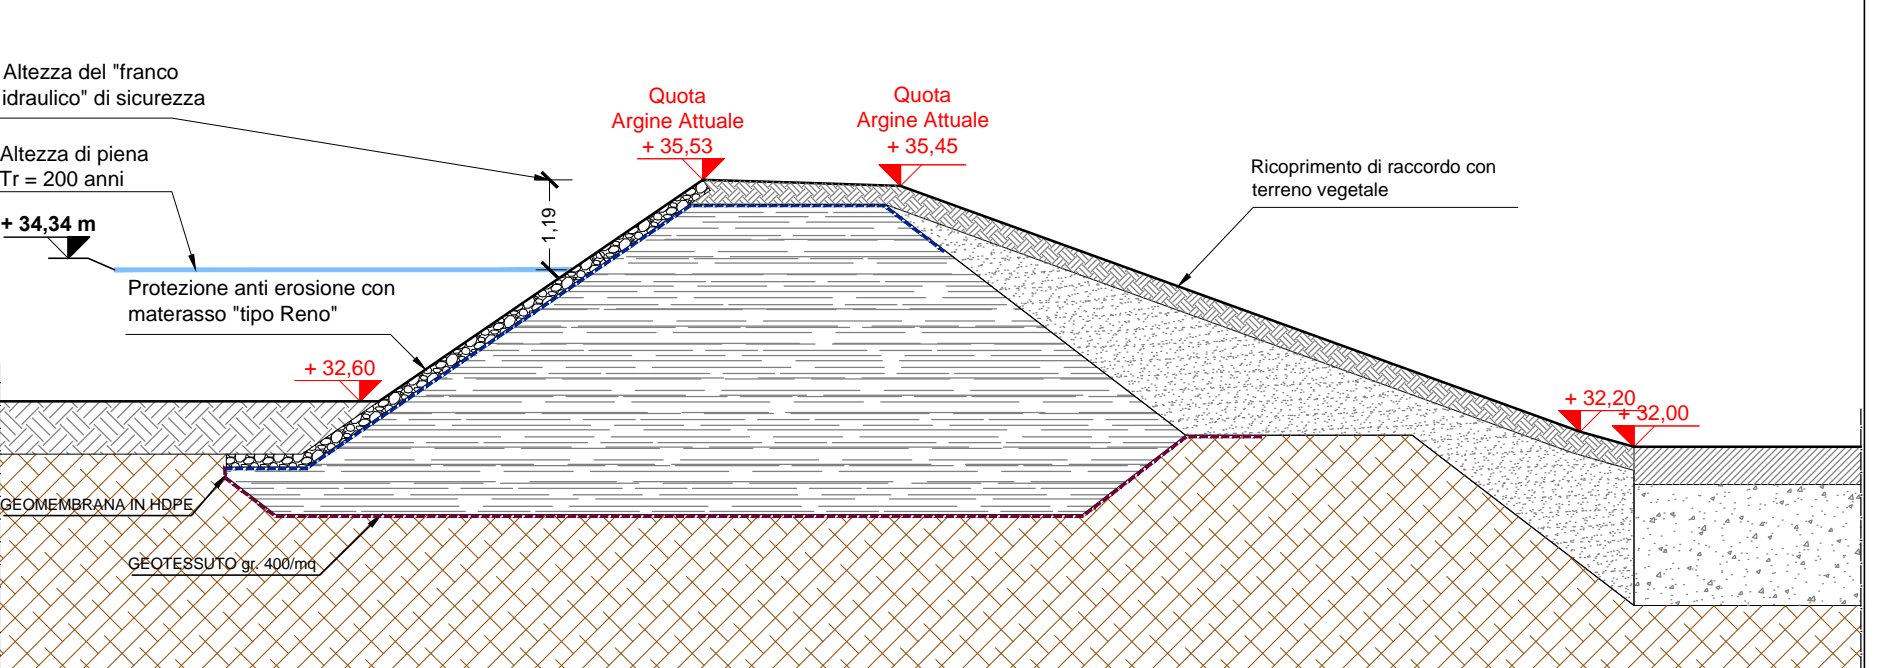 Altezza del "franco
idraulico" di sicurezza
Altezza di piena
Tr = 200 anni
+ 34,34 m
1,19
Quota
Argine Attuale
+ 35,53
Quota
Argine Attuale
+ 35,45
Ricoprimento di raccordo con
terreno vegetale
Protezione anti erosione con
materasso "tipo Reno"
+ 32,60
+ 32,20
+ 32,00
GEOMEMBRANA IN HDPE
GEOTESSUTO gr. 400/mq